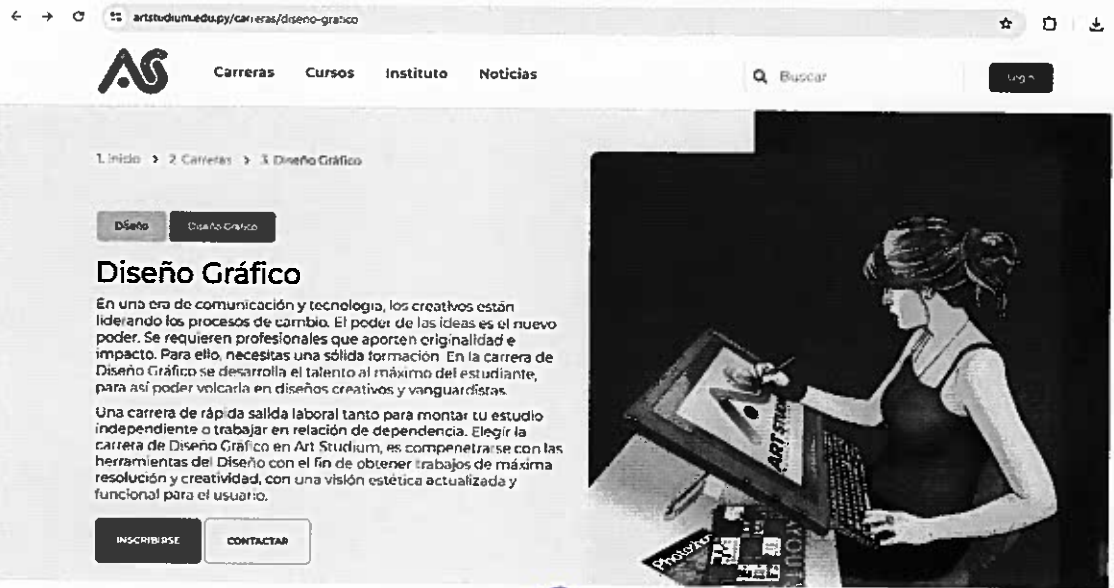 artstudium.edu.py/carreras/diseno-grafico
AS
Carreras Cursos Instituto Noticias
Buscar
Login
1. Inicio > 2. Carreras > 3. Diseño Gráfico
Diseño
Diseño Gráfico
Diseño Gráfico
En una era de comunicación y tecnología, los creativos están
liderando los procesos de cambio. El poder de las ideas es el nuevo
poder. Se requieren profesionales que aporten originalidad e
impacto. Para ello, necesitas una sólida formación. En la carrera de
Diseño Gráfico se desarrolla el talento al máximo del estudiante,
para así poder volcarla en diseños creativos y vanguardistas.
Una carrera de rápida salida laboral tanto para montar tu estudio
independiente o trabajar en relación de dependencia. Elegir la
carrera de Diseño Gráfico en Art Studium, es compenetrarse con las
herramientas del Diseño con el fin de obtener trabajos de máxima
resolución y creatividad, con una visión estética actualizada y
funcional para el usuario.
INSCRIBIRSE
CONTACTAR
ART STUDIUM
Photoshop